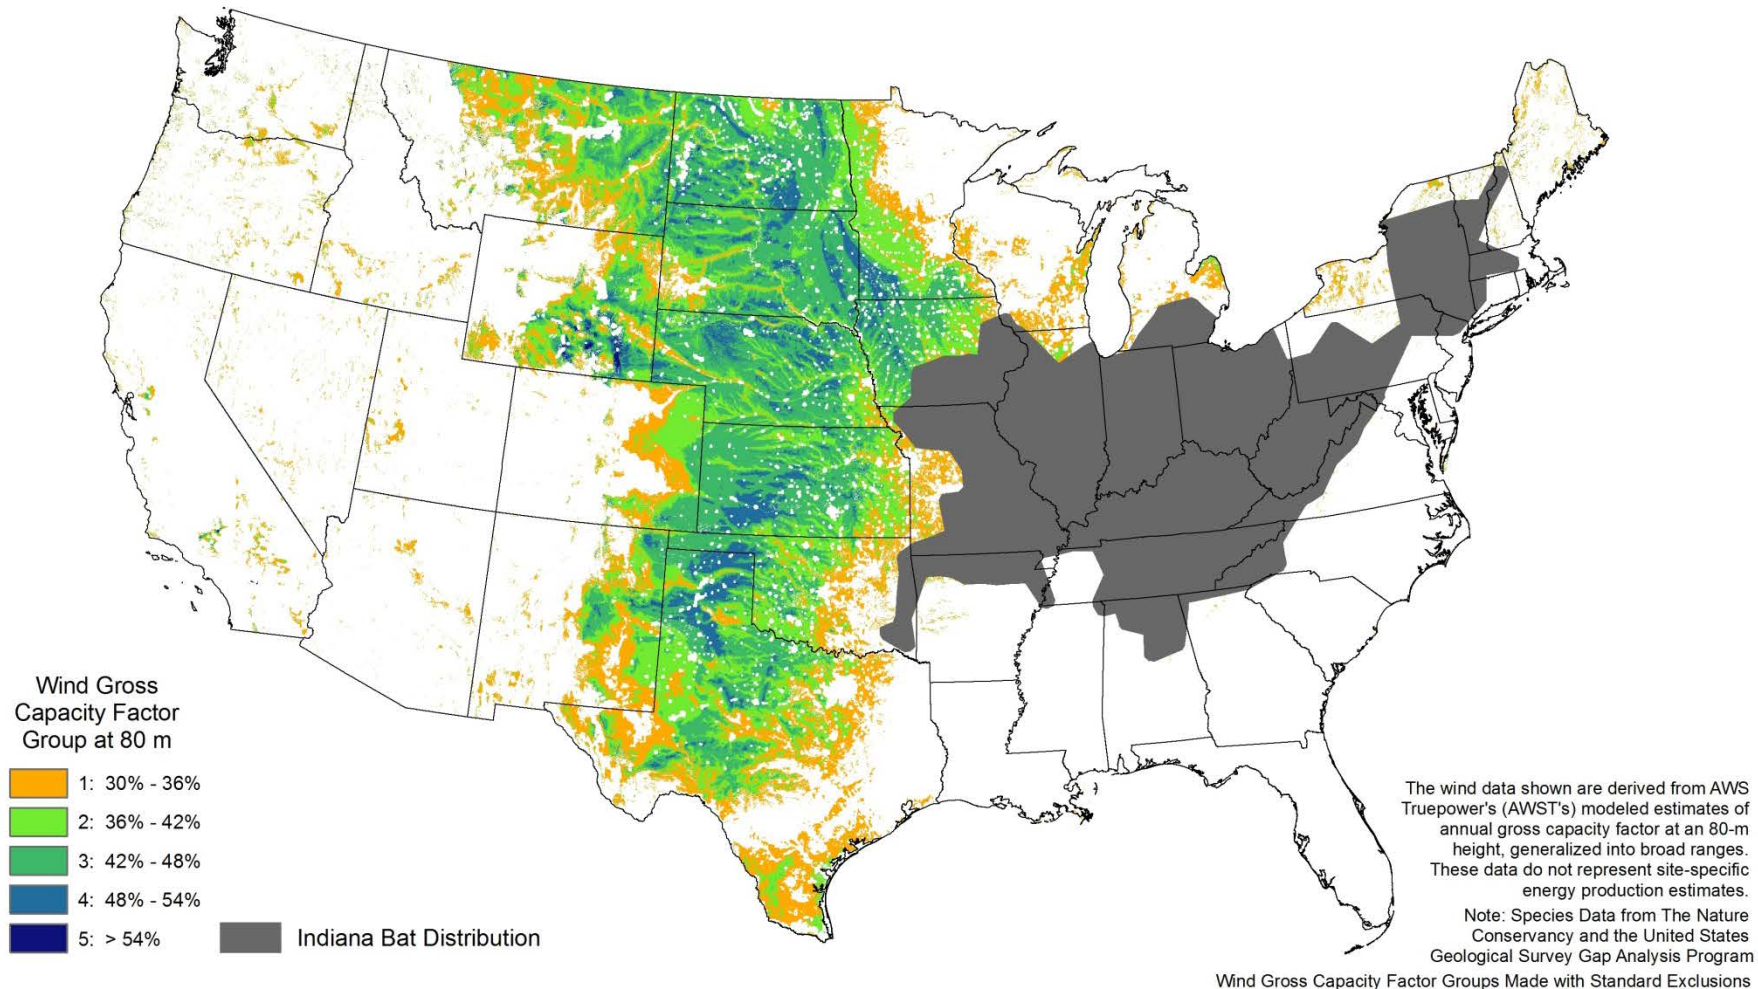 Wind Gross
Capacity Factor
Group at 80 m
1: 30% - 36%
2: 36% - 42%
3: 42% - 48%
4: 48% - 54%
5: > 54%
Indiana Bat Distribution
The wind data shown are derived from AWS
Truepower's (AWST's) modeled estimates of
annual gross capacity factor at an 80-m
height, generalized into broad ranges.
These data do not represent site-specific
energy production estimates.
Note: Species Data from The Nature
Conservancy and the United States
Geological Survey Gap Analysis Program
Wind Gross Capacity Factor Groups Made with Standard Exclusions